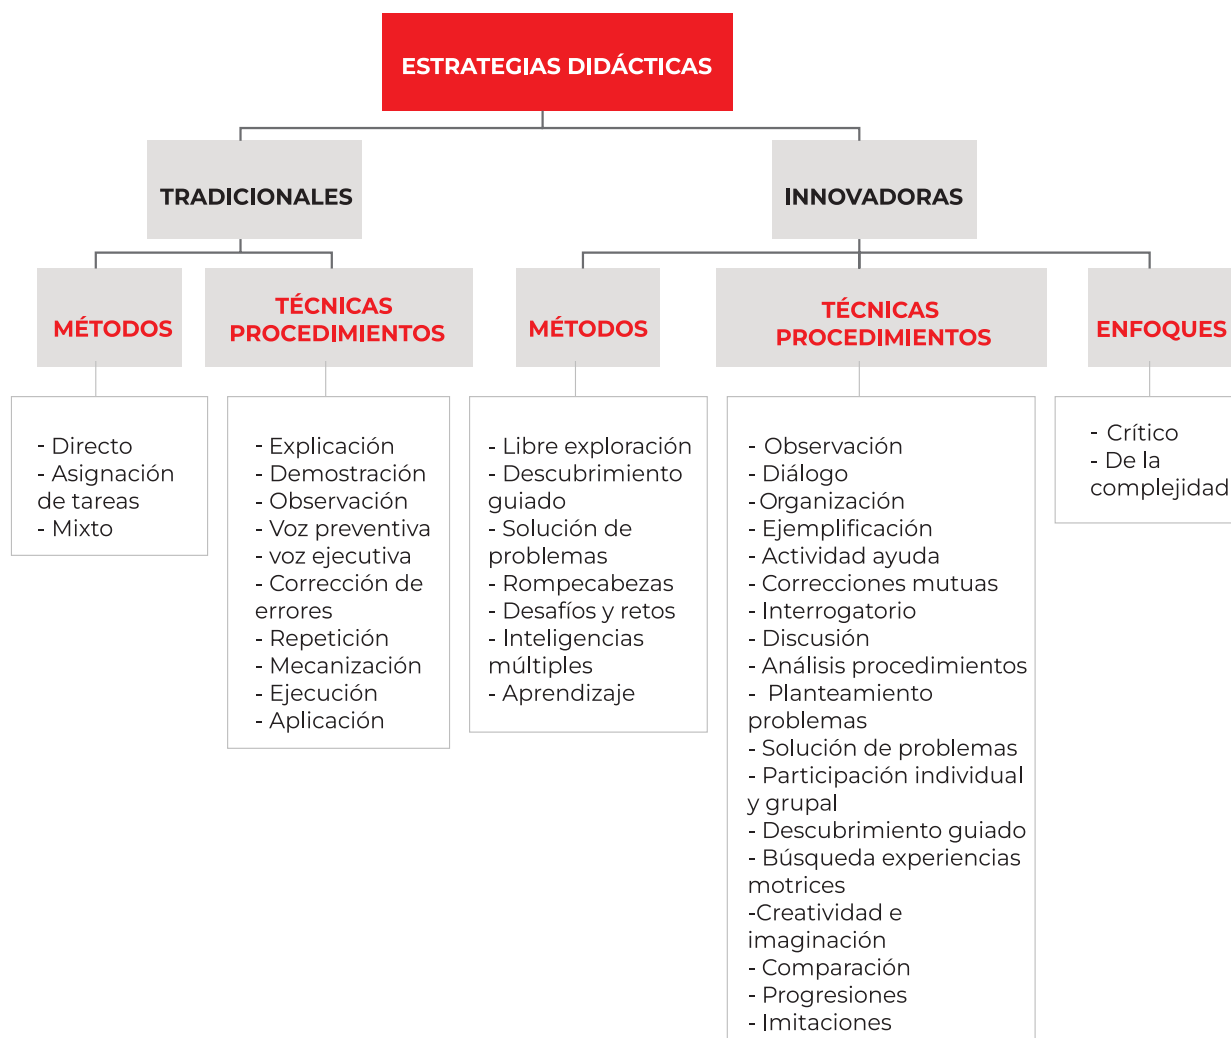 ESTRATEGIAS DIDÁCTICAS
TRADICIONALES
INNOVADORAS
MÉTODOS
TÉCNICAS
PROCEDIMIENTOS
MÉTODOS
TÉCNICAS
PROCEDIMIENTOS
ENFOQUES
- Directo
- Asignación
de tareas
- Mixto
- Explicación
- Demostración
- Observación
- Voz preventiva
- voz ejecutiva
- Corrección de
errores
- Repetición
- Mecanización
- Ejecución
- Aplicación
- Libre exploración
- Descubrimiento
guiado
- Solución de
problemas
- Rompecabezas
- Desafíos y retos
- Inteligencias
múltiples
- Aprendizaje
- Observación
- Diálogo
- Organización
- Ejemplificación
- Actividad ayuda
- Correcciones mutuas
- Interrogatorio
- Discusión
- Análisis procedimientos
- Planteamiento
problemas
- Solución de problemas
- Participación individual
y grupal
- Descubrimiento guiado
- Búsqueda experiencias
motrices
-Creatividad e
imaginación
- Comparación
- Progresiones
- Imitaciones
- Crítico
- De la
complejidad